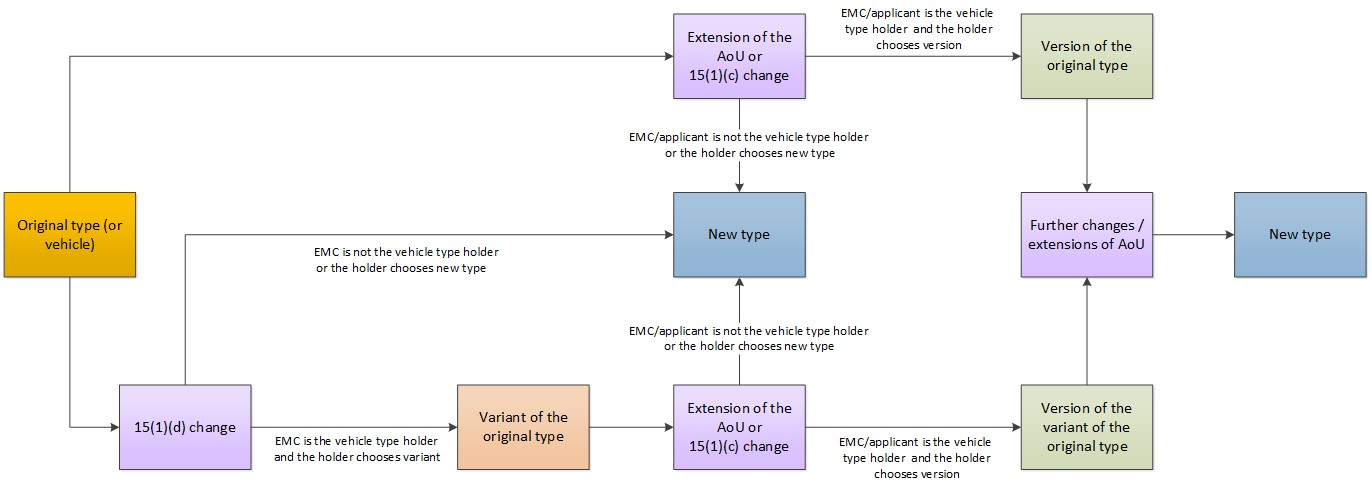 EMC/applicant is the vehicle
type holder and the holder
chooses version
Extension of the
AoU or
15(1)(c) change
Version of the
original type
EMC/applicant is not the vehicle type holder
or the holder chooses new type
Original type (or
vehicle)
New type
Further changes /
extensions of AoU
New type
EMC is not the vehicle type holder
or the holder chooses new type
EMC/applicant is not the vehicle type holder
or the holder chooses new type
15(1)(d) change
EMC is the vehicle type holder
and the holder chooses variant
Variant of the
original type
Extension of the
AoU or
15(1)(c) change
EMC/applicant is the vehicle
type holder and the holder
chooses version
Version of the
variant of the
original type